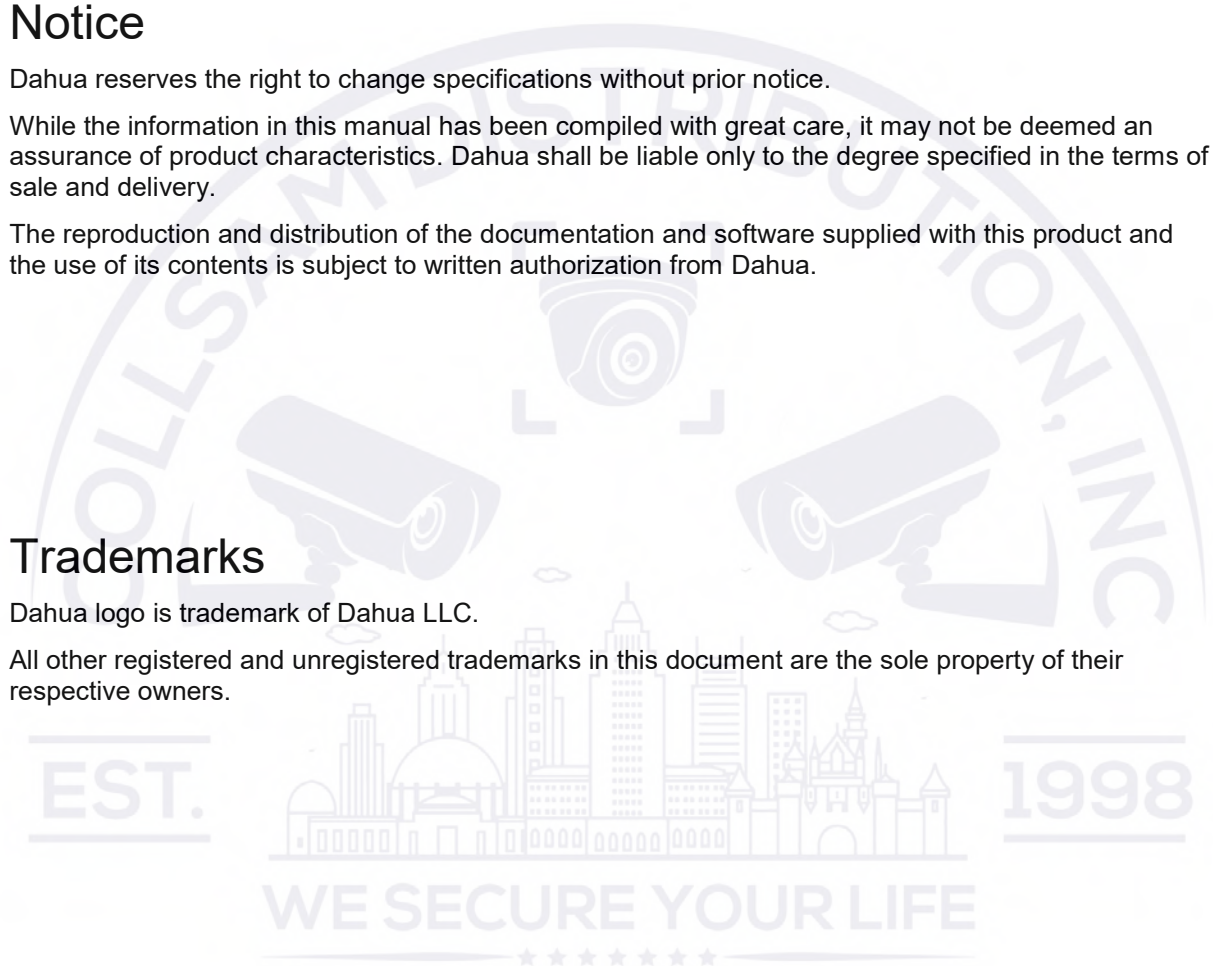 Notice
Dahua reserves the right to change specifications without prior notice.
While the information in this manual has been compiled with great care, it may not be deemed an
assurance of product characteristics. Dahua shall be liable only to the degree specified in the terms of
sale and delivery.
The reproduction and distribution of the documentation and software supplied with this product and
the use of its contents is subject to written authorization from Dahua.
COLLSAM DISTRIBUTION, INC
Trademarks
Dahua logo is trademark of Dahua LLC.
All other registered and unregistered trademarks in this document are the sole property of their
respective owners.
EST. 1998
WE SECURE YOUR LIFE